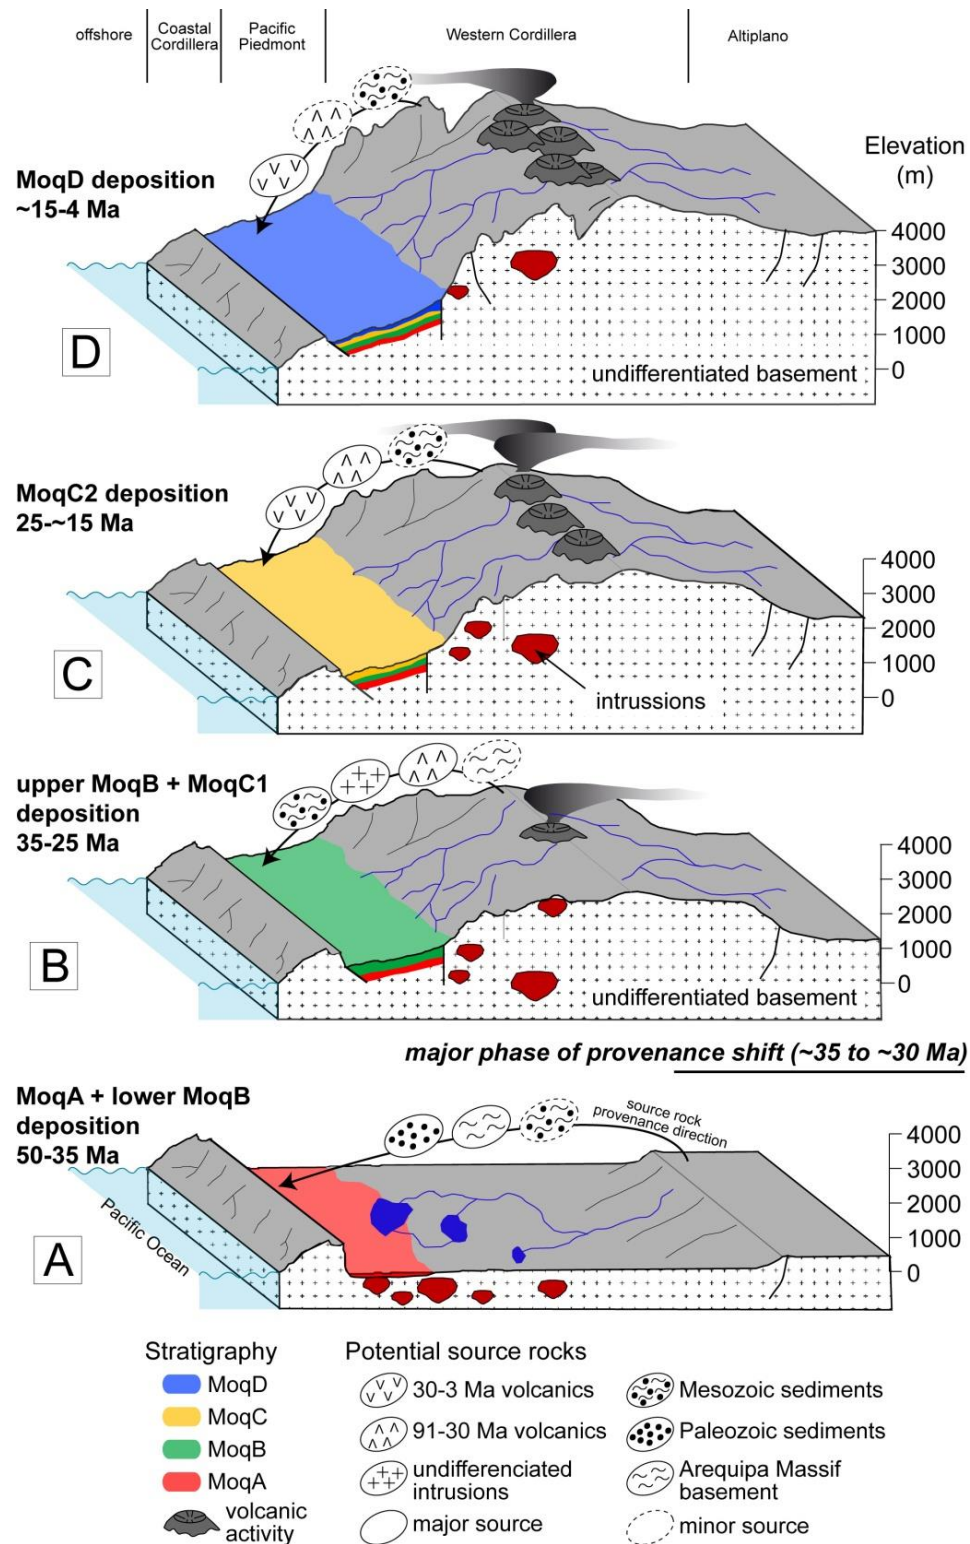 offshore
Coastal
Cordillera
Pacific
Piedmont
Western Cordillera
Altiplano
Elevation
(m)
MoqD deposition
~15-4 Ma
4000
3000
2000
1000
0
D
undifferentiated basement
MoqC2 deposition
25-~15 Ma
4000
3000
2000
1000
0
C
intrussions
upper MoqB + MoqC1
deposition
35-25 Ma
4000
3000
2000
1000
0
B
undifferentiated basement
major phase of provenance shift (~35 to ~30 Ma)
MoqA + lower MoqB
deposition
50-35 Ma
source rock
provenance direction
4000
3000
2000
1000
0
Pacific Ocean
A
Stratigraphy
MoqD
MoqC
MoqB
MoqA
volcanic
activity
Potential source rocks
30-3 Ma volcanics
91-30 Ma volcanics
undifferenciated
intrusions
major source
Mesozoic sediments
Paleozoic sediments
Arequipa Massif
basement
minor source